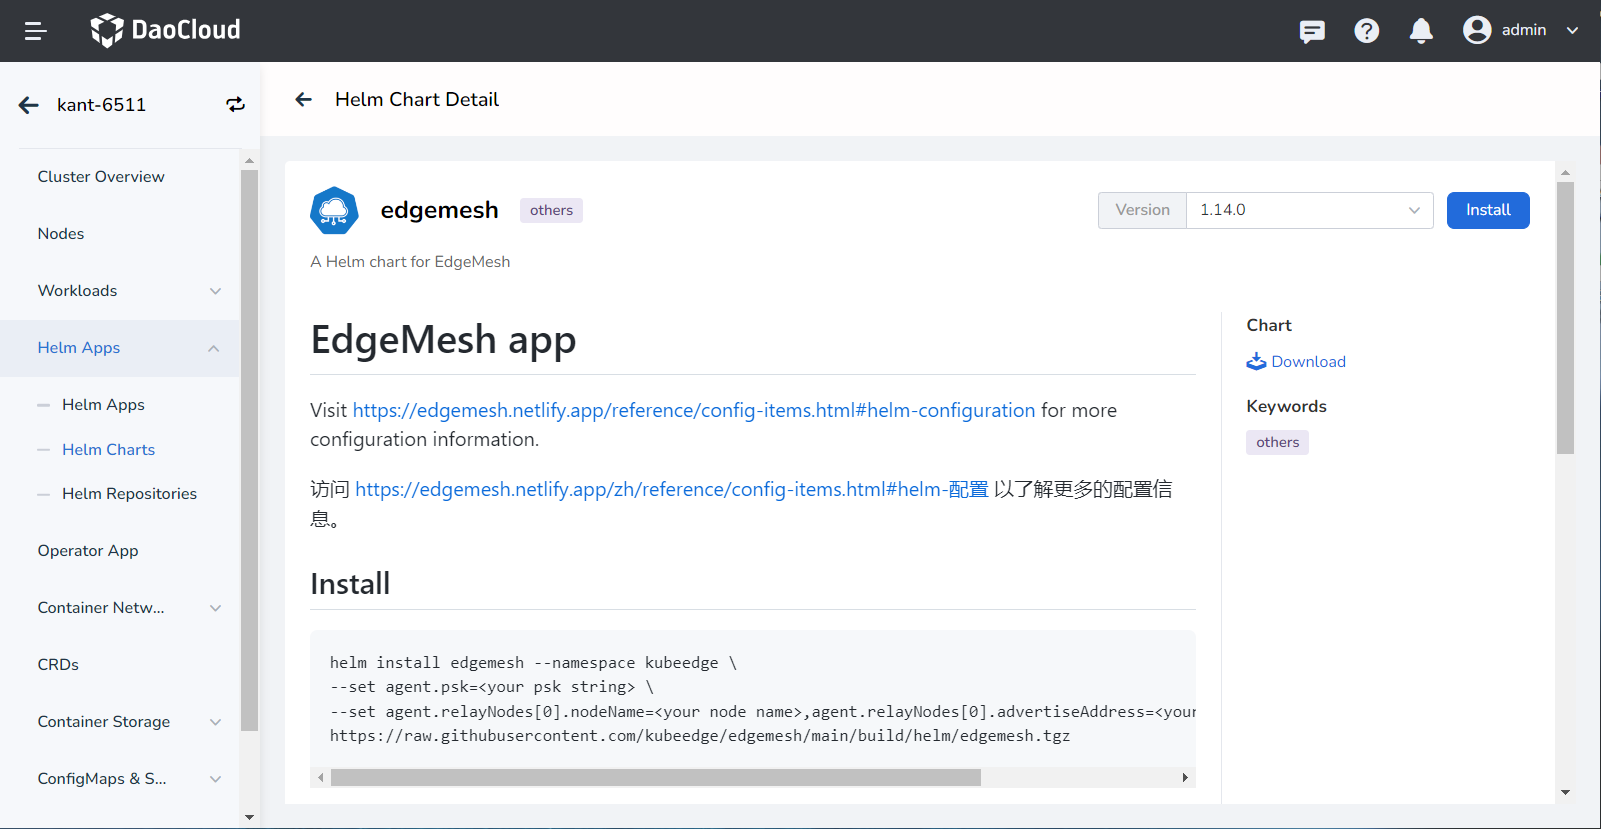 DaoCloud
admin
kant-6511
Helm Chart Detail
Cluster Overview
Nodes
Workloads
Helm Apps
Helm Apps
Helm Charts
Helm Repositories
Operator App
Container Netw...
CRDs
Container Storage
ConfigMaps & S...
edgemesh
others
Version
1.14.0
Install
A Helm chart for EdgeMesh
EdgeMesh app
Visit https://edgemesh.netlify.app/reference/config-items.html#helm-configuration for more
configuration information.
访问 https://edgemesh.netlify.app/zh/reference/config-items.html#helm-配置 以了解更多的配置信
息。
Install
helm install edgemesh --namespace kubeedge \
--set agent.psk=<your psk string> \
--set agent.relayNodes[0].nodeName=<your node name>,agent.relayNodes[0].advertiseAddress=<your
https://raw.githubusercontent.com/kubeedge/edgemesh/main/build/helm/edgemesh.tgz
Chart
Download
Keywords
others